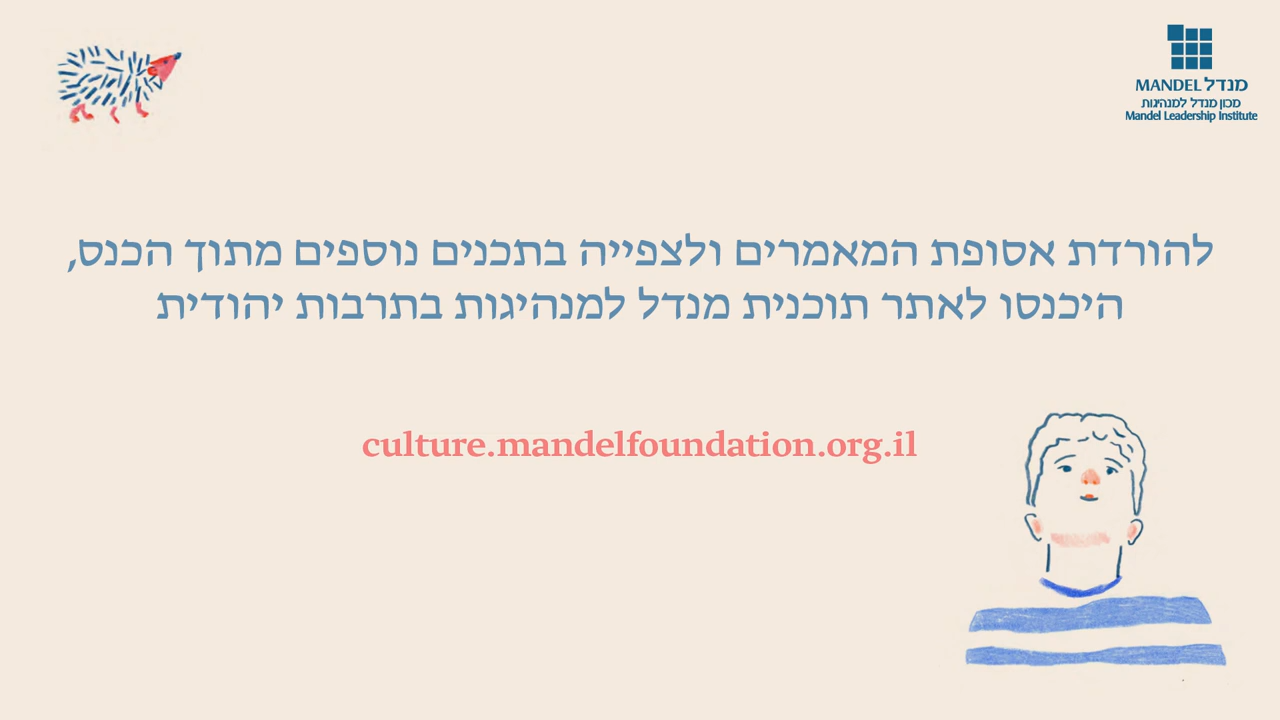 MANDEL מנדל
מכון מנדל למנהיגות
Mandel Leadership Institute
להורדת אסופת המאמרים ולצפייה בתכנים נוספים מתוך הכנס,
היכנסו לאתר תוכנית מנדל למנהיגות בתרבות יהודית
culture.mandelfoundation.org.il